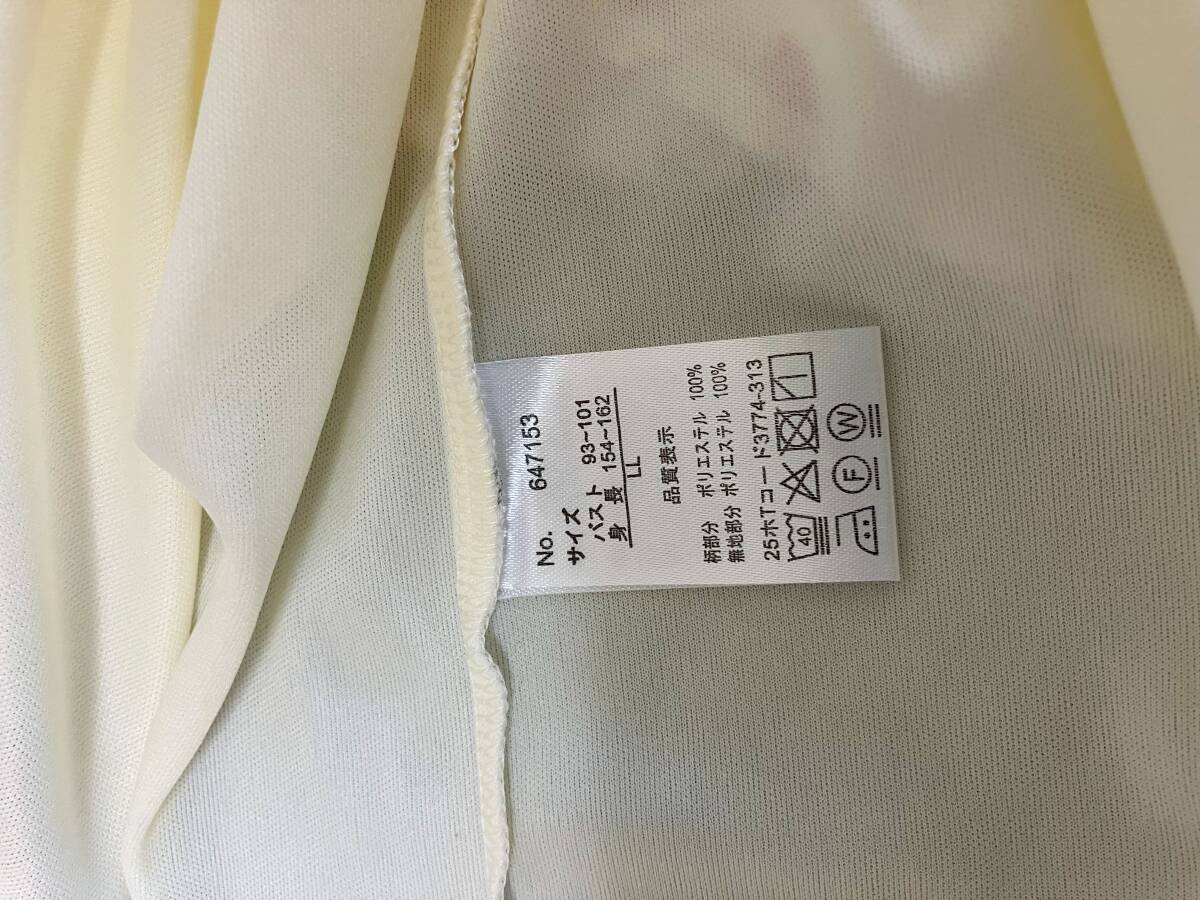 No. 647153
サイズ
バスト 93~101
身長 154~162
LL
品質表示
柄部分 ポリエステル 100%
無地部分 ポリエステル 100%
25ホTコード3774-313
40
F W